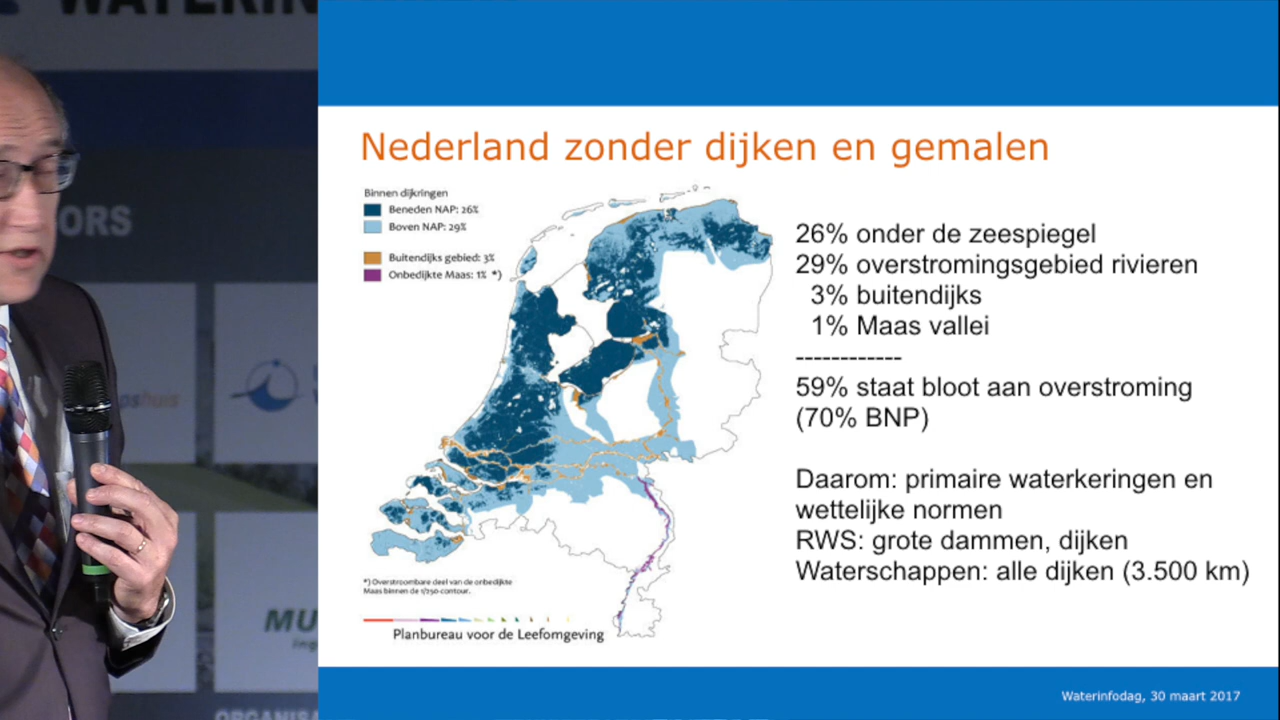 Nederland zonder dijken en gemalen
Binnen dijkringen
Beneden NAP: 26%
Boven NAP: 29%
Buitendijks gebied: 3%
Onbedijkte Maas: 1% *)
*) Overstroombare deel van de onbedijkte
Maas binnen de 1/250-contour.
Planbureau voor de Leefomgeving
26% onder de zeespiegel
29% overstromingsgebied rivieren
3% buitendijks
1% Maas vallei
------------
59% staat bloot aan overstroming
(70% BNP)
Daarom: primaire waterkeringen en
wettelijke normen
RWS: grote dammen, dijken
Waterschappen: alle dijken (3.500 km)
Waterinfodag, 30 maart 2017